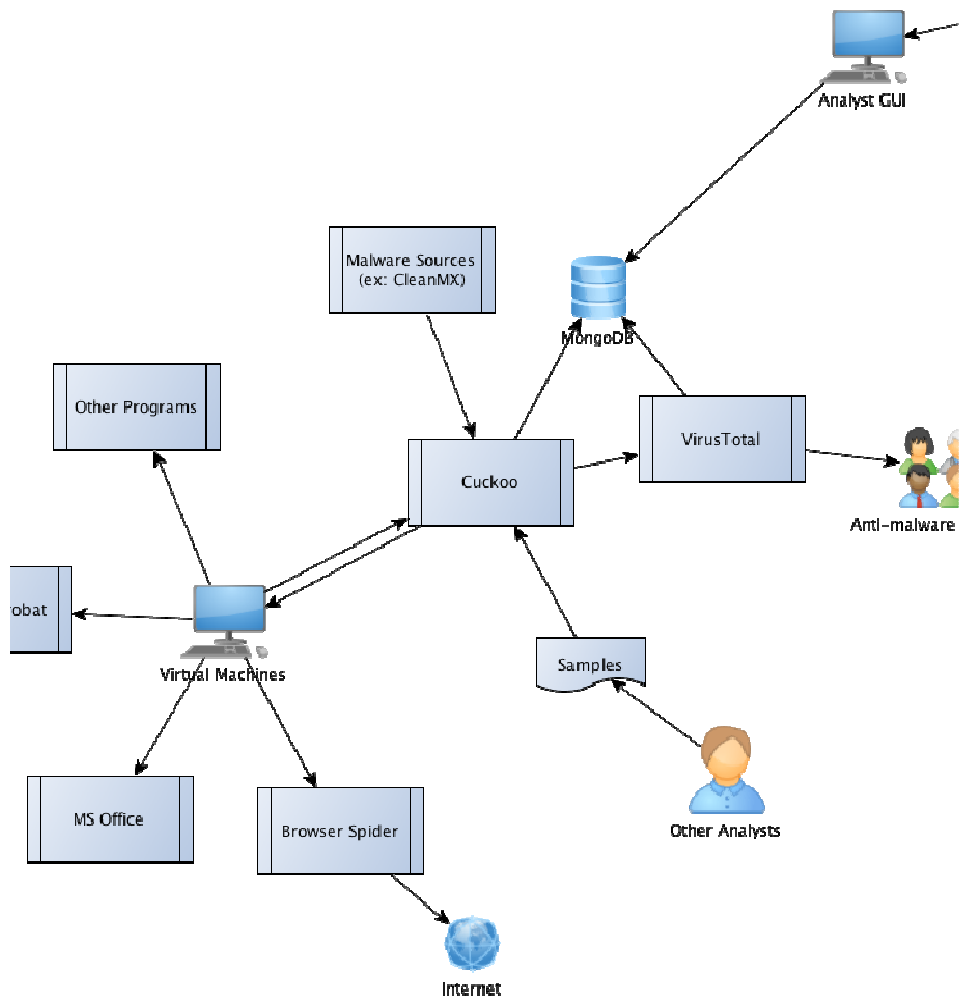 Analyst GUI
Malware Sources
(ex: CleanMX)
MongoDB
Other Programs
VirusTotal
Cuckoo
Anti-malware
robat
Samples
Virtual Machines
MS Office
Browser Spider
Other Analysts
Internet